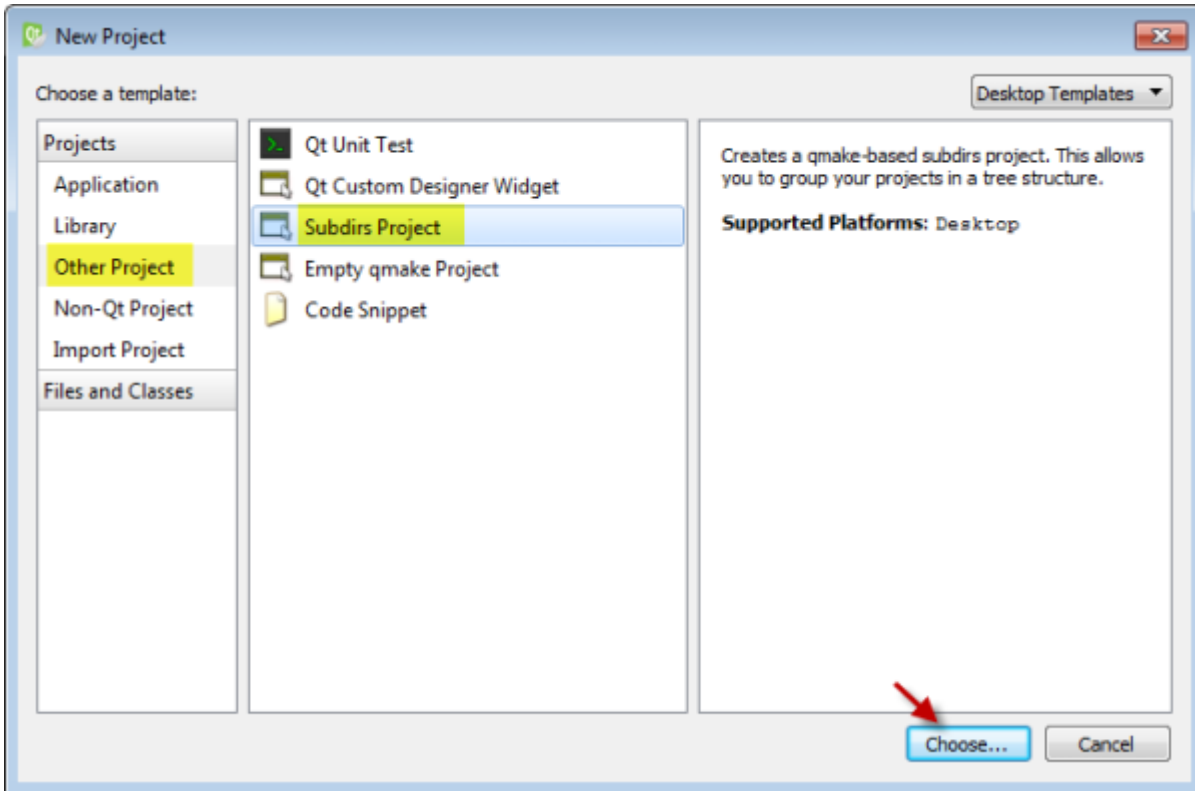 New Project
Choose a template:
Desktop Templates
Projects
Application
Library
Other Project
Non-Qt Project
Import Project
Files and Classes
Qt Unit Test
Qt Custom Designer Widget
Subdirs Project
Empty qmake Project
Code Snippet
Creates a qmake-based subdirs project. This allows
you to group your projects in a tree structure.
Supported Platforms: Desktop
Choose...
Cancel